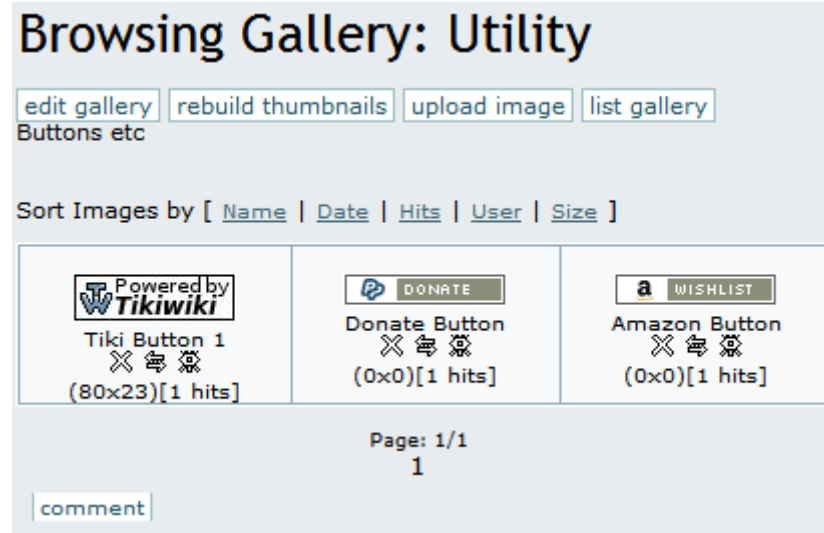 Browsing Gallery: Utility
edit gallery rebuild thumbnails upload image list gallery
Buttons etc
Sort Images by [ Name | Date | Hits | User | Size ]
Powered by
Tikiwiki
Tiki Button 1
(80x23)[1 hits]
DONATE
Donate Button
(0x0)[1 hits]
a WISHLIST
Amazon Button
(0x0)[1 hits]
Page: 1/1
1
comment